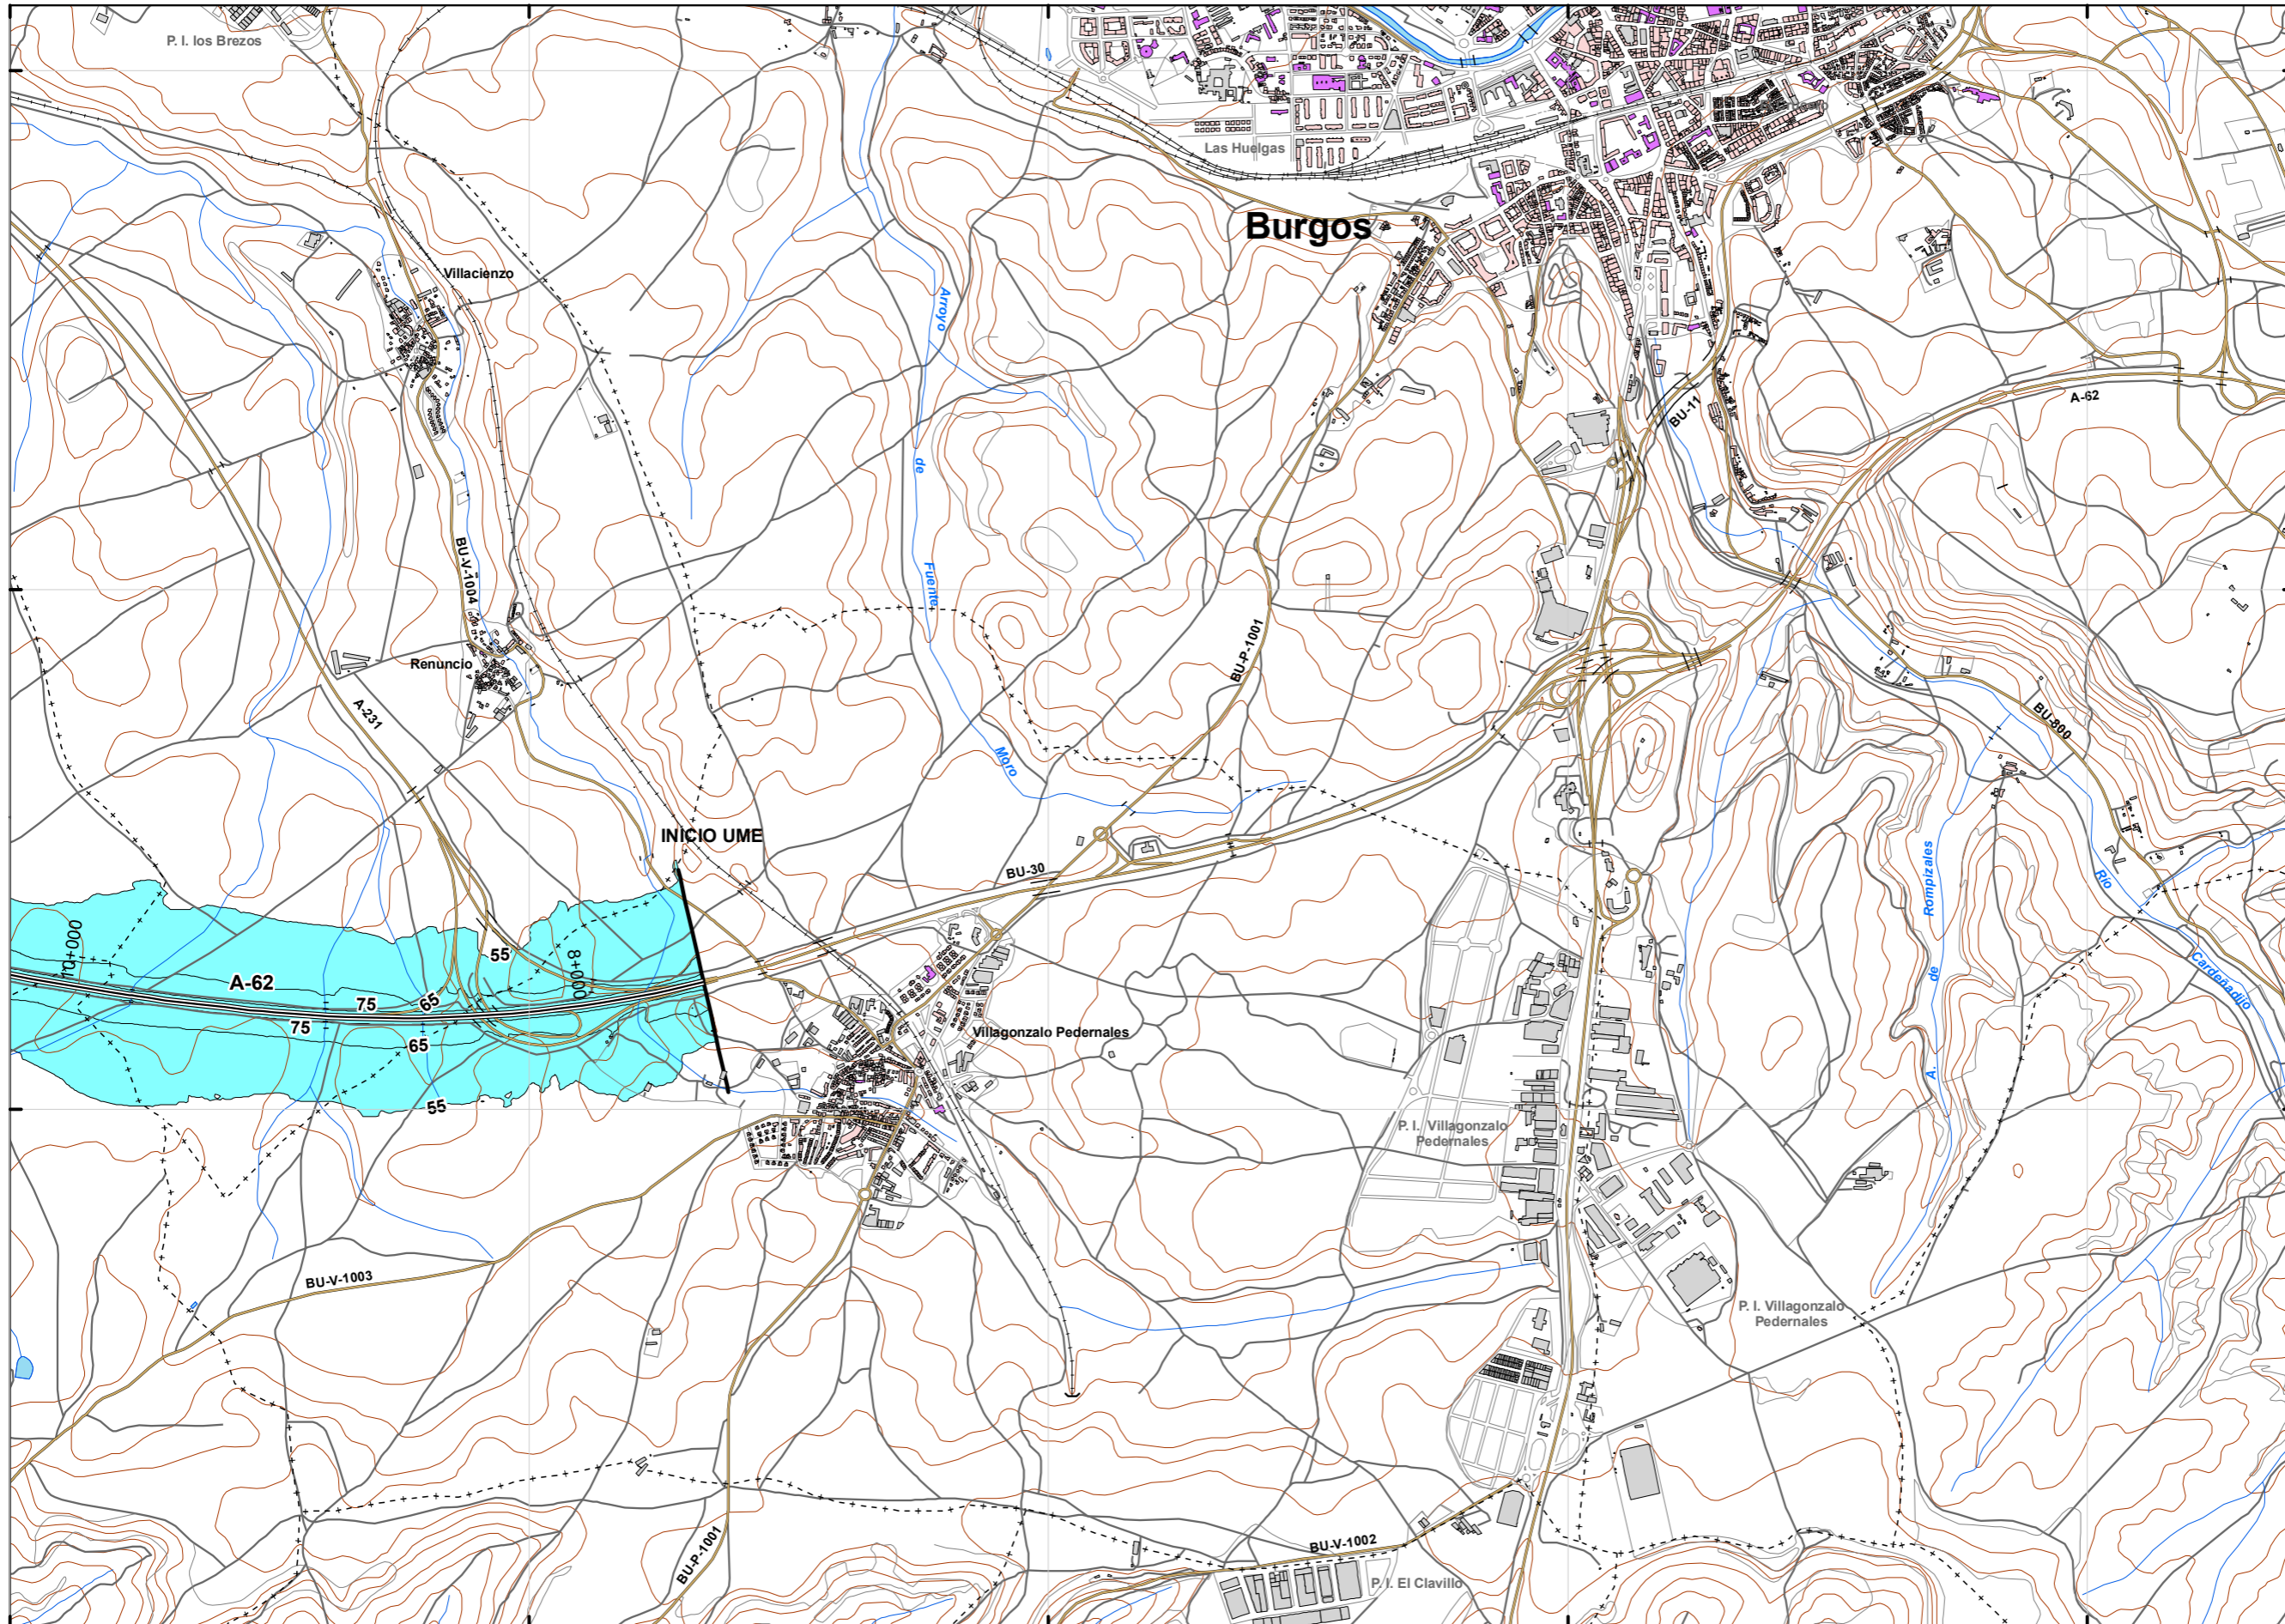 P. I. los Brezos
Las Huelgas
Burgos
Villacienzo
Arroyo
de
Fuente
Moro
A-62
BU-11
BU-V-1004
Renuncio
BU-P-1001
A-231
BU-800
INICIO UME
BU-30
Rompizales
de
A.
Río
Cardeñadijo
10+000
A-62
55
8+000
75
65
75
65
55
Villagonzalo Pedernales
P. I. Villagonzalo
Pedernales
BU-V-1003
P. I. Villagonzalo
Pedernales
BU-P-1001
BU-V-1002
P. I. El Clavillo